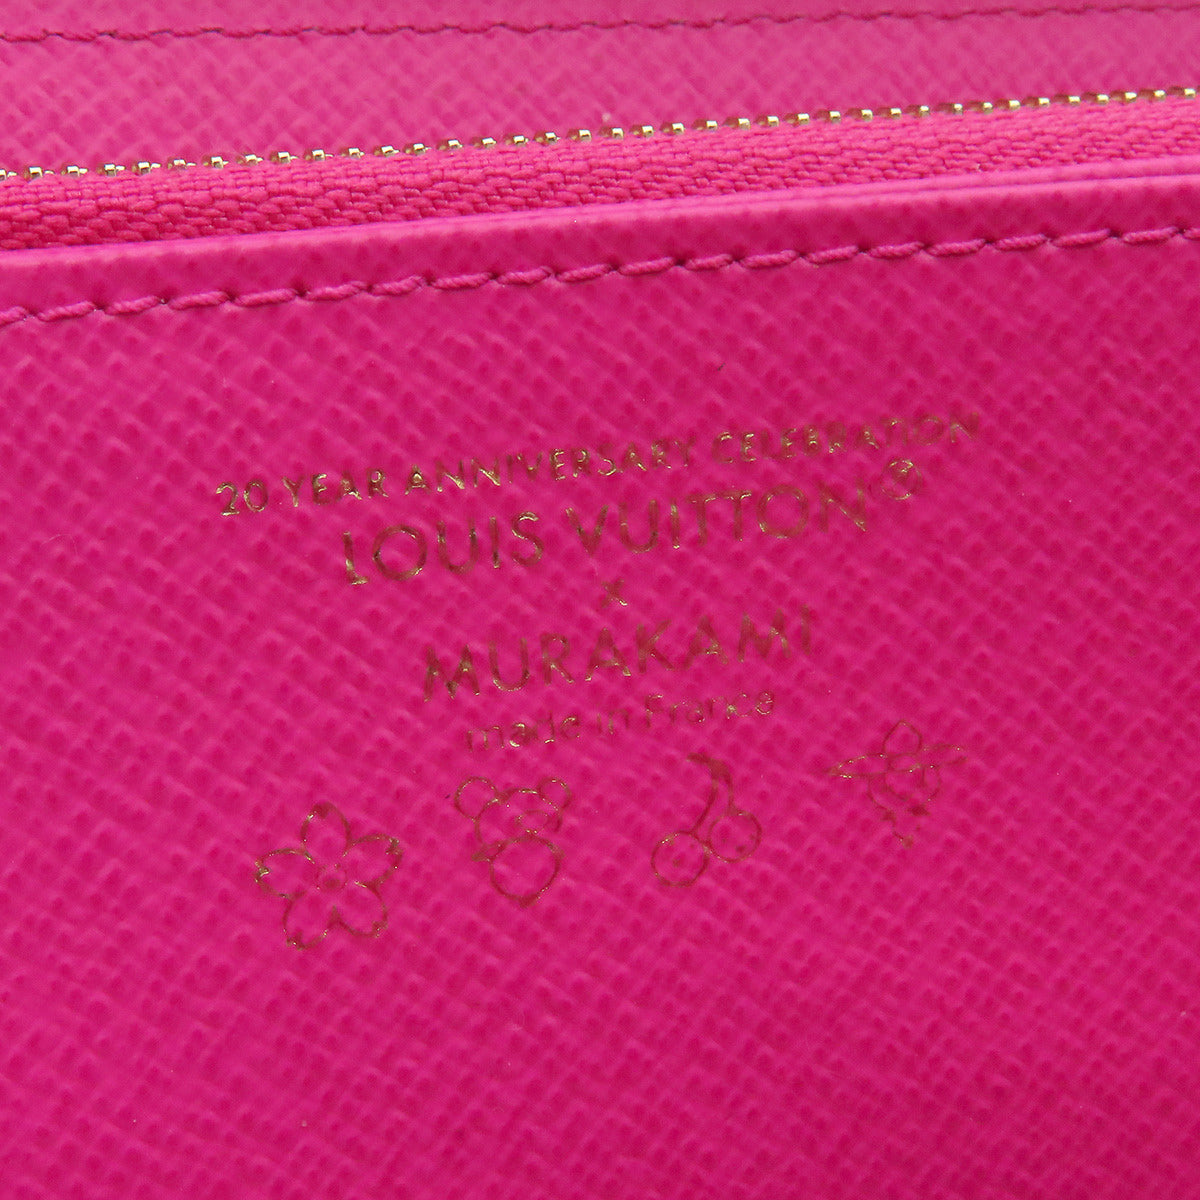 20 YEAR ANNIVERSARY CELEBRATION
LOUIS VUITTON®
x
MURAKAMI
made in France